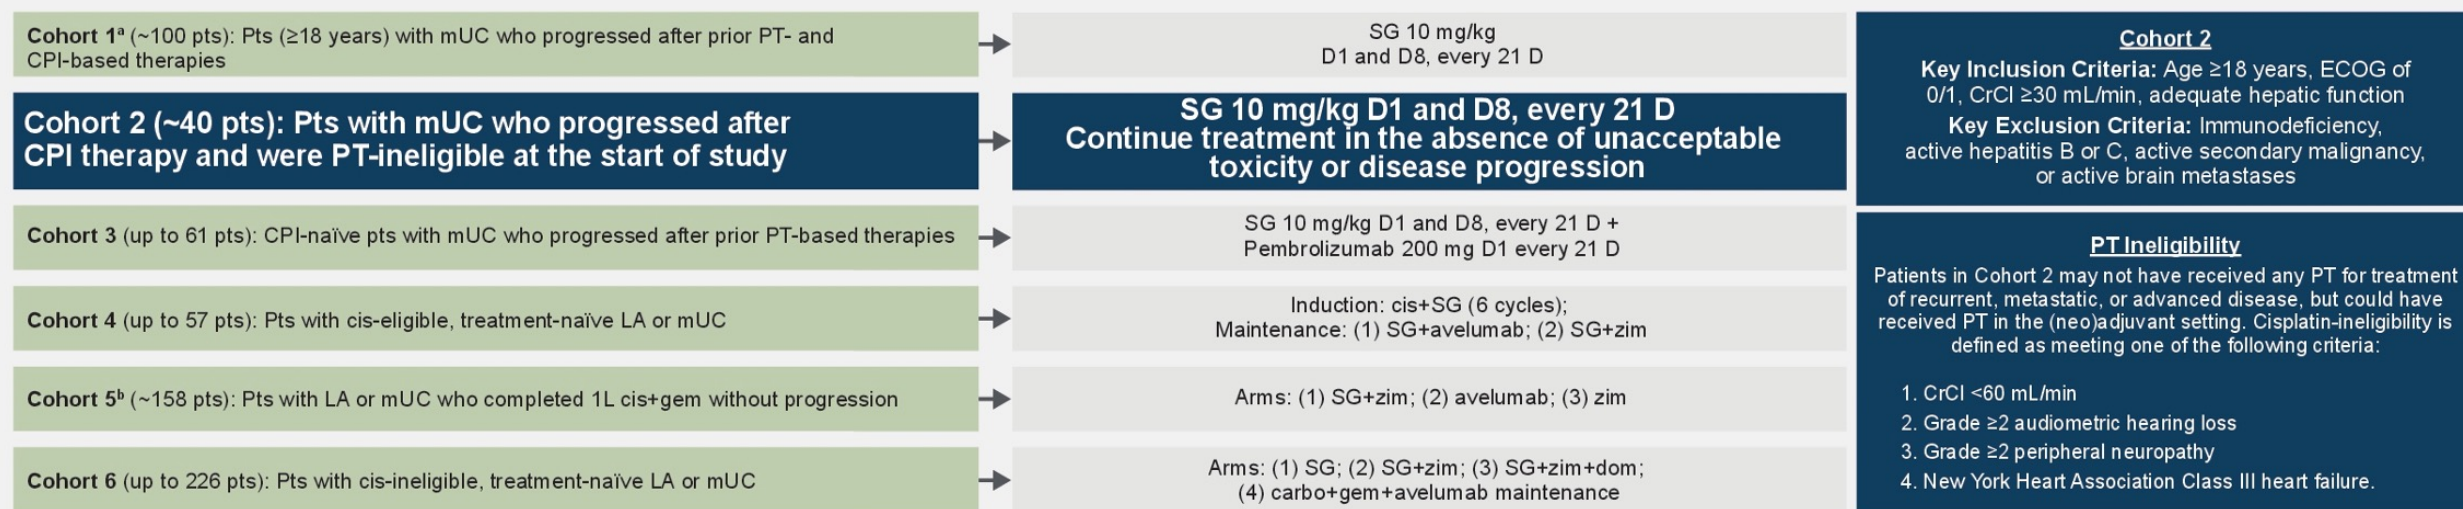 Cohort 1ᵃ (~100 pts): Pts (≥18 years) with mUC who progressed after prior PT- and
CPI-based therapies
SG 10 mg/kg
D1 and D8, every 21 D
Cohort 2 (~40 pts): Pts with mUC who progressed after
CPI therapy and were PT-ineligible at the start of study
SG 10 mg/kg D1 and D8, every 21 D
Continue treatment in the absence of unacceptable
toxicity or disease progression
Cohort 3 (up to 61 pts): CPI-naïve pts with mUC who progressed after prior PT-based therapies
SG 10 mg/kg D1 and D8, every 21 D +
Pembrolizumab 200 mg D1 every 21 D
Cohort 4 (up to 57 pts): Pts with cis-eligible, treatment-naïve LA or mUC
Induction: cis+SG (6 cycles);
Maintenance: (1) SG+avelumab; (2) SG+zim
Cohort 5ᵇ (~158 pts): Pts with LA or mUC who completed 1L cis+gem without progression
Arms: (1) SG+zim; (2) avelumab; (3) zim
Cohort 6 (up to 226 pts): Pts with cis-ineligible, treatment-naïve LA or mUC
Arms: (1) SG; (2) SG+zim; (3) SG+zim+dom;
(4) carbo+gem+avelumab maintenance
Cohort 2
Key Inclusion Criteria: Age ≥18 years, ECOG of
0/1, CrCl ≥30 mL/min, adequate hepatic function
Key Exclusion Criteria: Immunodeficiency,
active hepatitis B or C, active secondary malignancy,
or active brain metastases
PT Ineligibility
Patients in Cohort 2 may not have received any PT for treatment
of recurrent, metastatic, or advanced disease, but could have
received PT in the (neo)adjuvant setting. Cisplatin-ineligibility is
defined as meeting one of the following criteria:
1. CrCl <60 mL/min
2. Grade ≥2 audiometric hearing loss
3. Grade ≥2 peripheral neuropathy
4. New York Heart Association Class III heart failure.